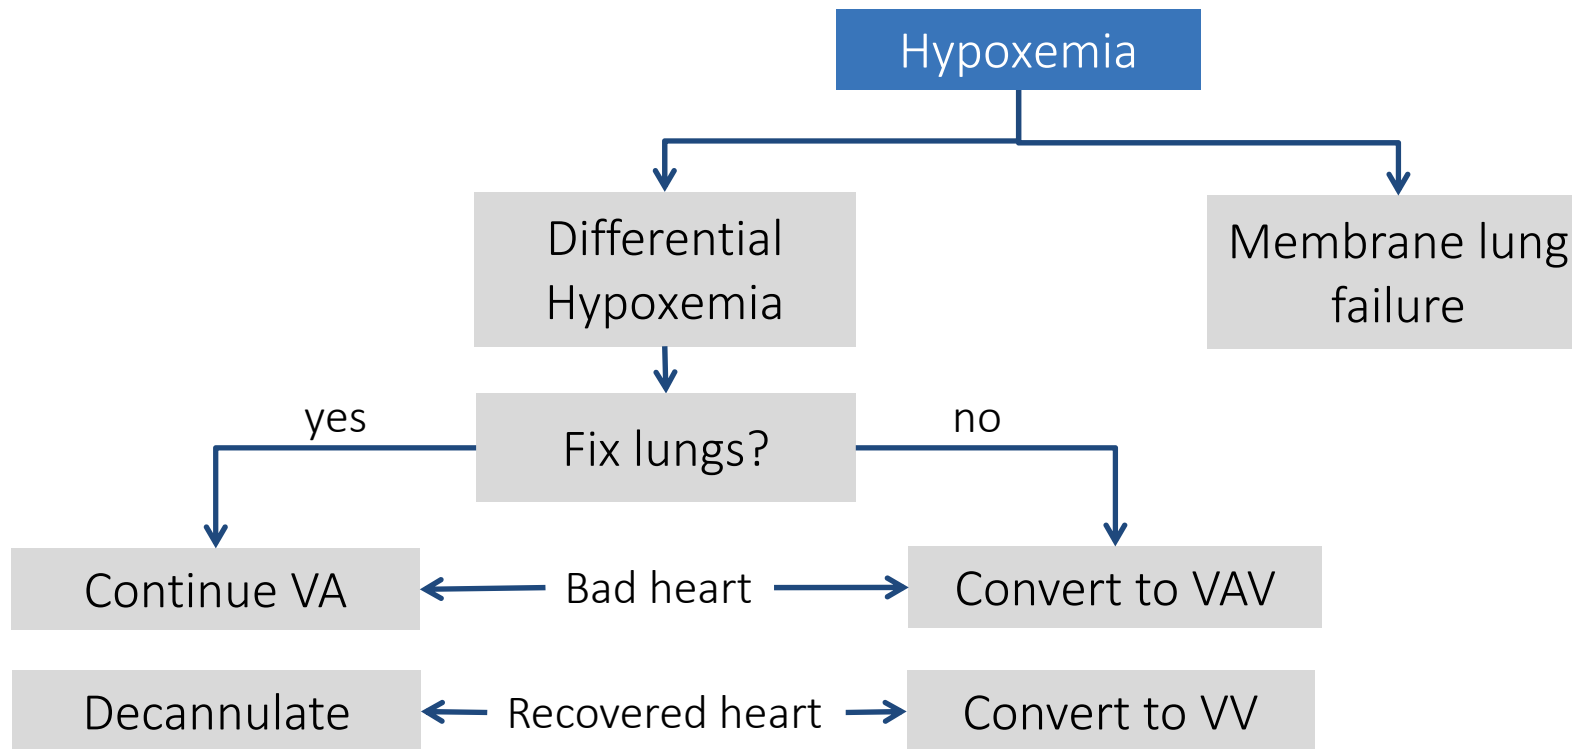 Hypoxemia
Differential
Hypoxemia
Membrane lung
failure
yes
Fix lungs?
no
Continue VA
Bad heart
Convert to VAV
Decannulate
Recovered heart
Convert to VV